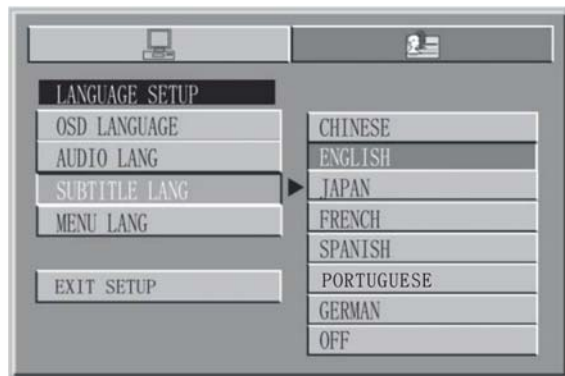 LANGUAGE SETUP
OSD LANGUAGE
AUDIO LANG
SUBTITLE LANG
MENU LANG
EXIT SETUP
CHINESE
ENGLISH
JAPAN
FRENCH
SPANISH
PORTUGUESE
GERMAN
OFF